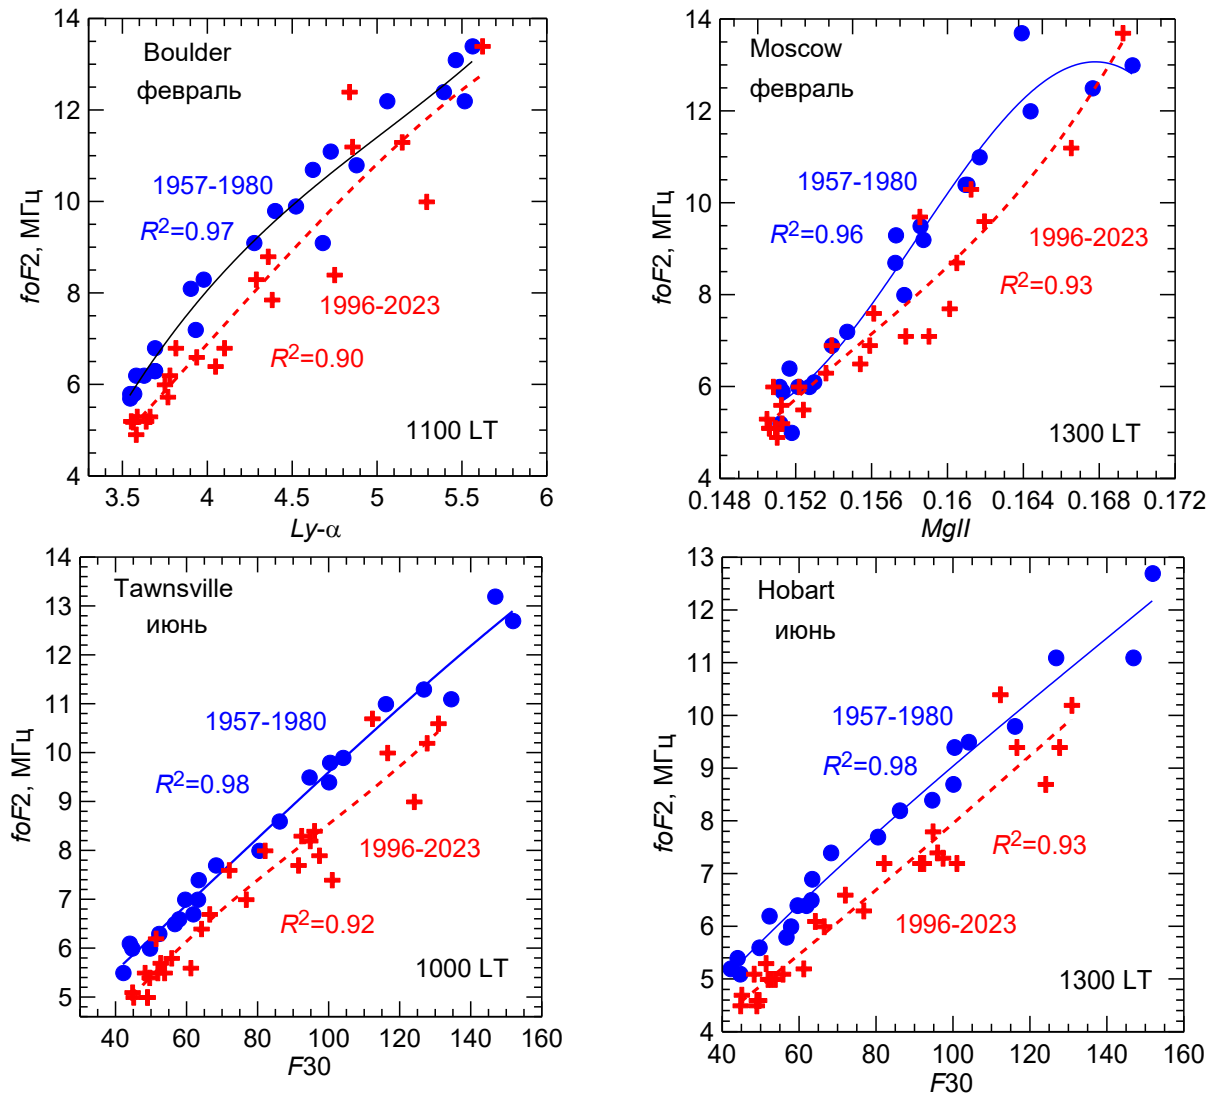 Boulder
февраль
1957-1980
R2=0.97
1996-2023
R2=0.90
1100 LT
foF2, МГц
14
12
10
8
6
4
3.5
4
4.5
5
5.5
6
Ly-α
Moscow
февраль
1957-1980
R2=0.96
1996-2023
R2=0.93
1300 LT
foF2, МГц
14
12
10
8
6
4
0.148
0.152
0.156
0.16
0.164
0.168
0.172
MgII
Tawnsville
июнь
1957-1980
R2=0.98
1996-2023
R2=0.92
1000 LT
foF2, МГц
14
13
12
11
10
9
8
7
6
5
40
60
80
100
120
140
160
F30
Hobart
июнь
1957-1980
R2=0.98
R2=0.93
1996-2023
1300 LT
foF2, МГц
13
12
11
10
9
8
7
6
5
4
40
60
80
100
120
140
160
F30